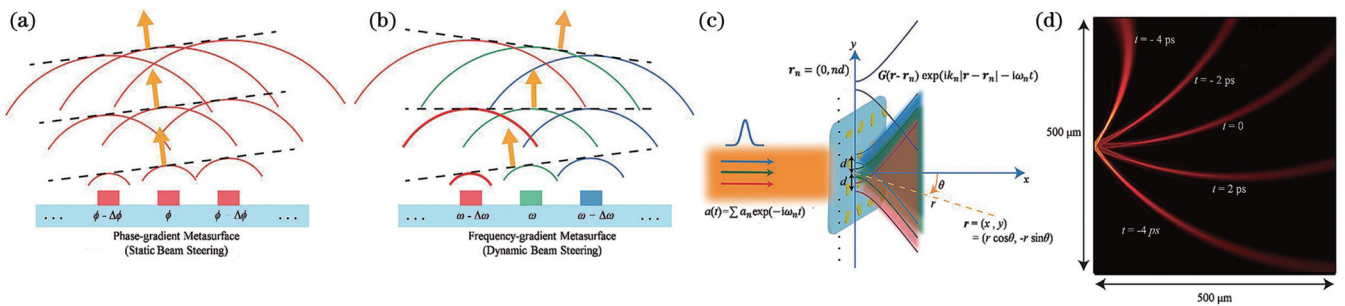 (a)
. . .
ϕ - Δϕ
ϕ
ϕ - Δϕ
. . .
Phase-gradient Metasurface
(Static Beam Steering)
(b)
. . .
ω - Δω
ω
ω - Δω
. . .
Frequency-gradient Metasurface
(Dynamic Beam Steering)
(c)
y
r_n = (0, nd)
G(r- r_n) exp(ik_n|r - r_n| - iω_n t)
d
d
x
θ
r
a(t)=∑ a_n exp(-iω_n t)
r = (x , y)
= (r cosθ, -r sinθ)
(d)
500 μm
t = - 4 ps
t = - 2 ps
t = 0
t = 2 ps
t = -4 ps
500 μm